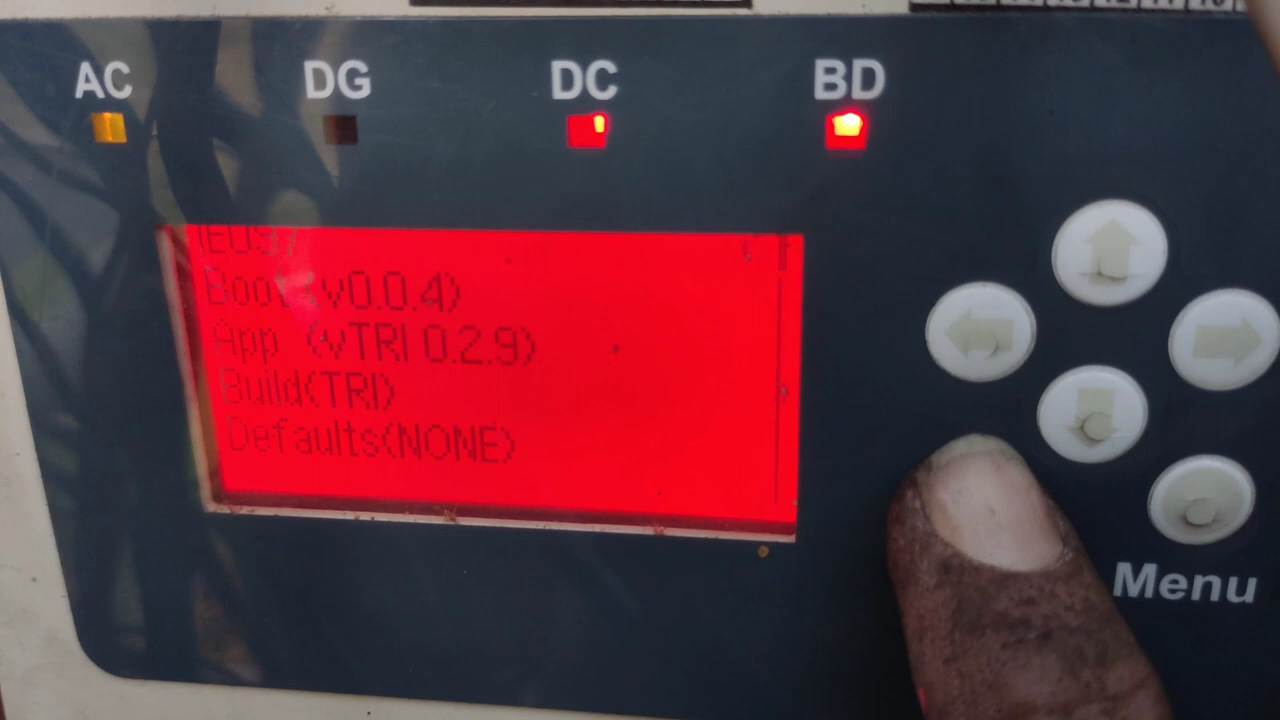 AC DG DC BD
Boot(v0.0.4)
App (vTRI 0.2.9)
Build(TRI)
Defaults(NONE)
Menu